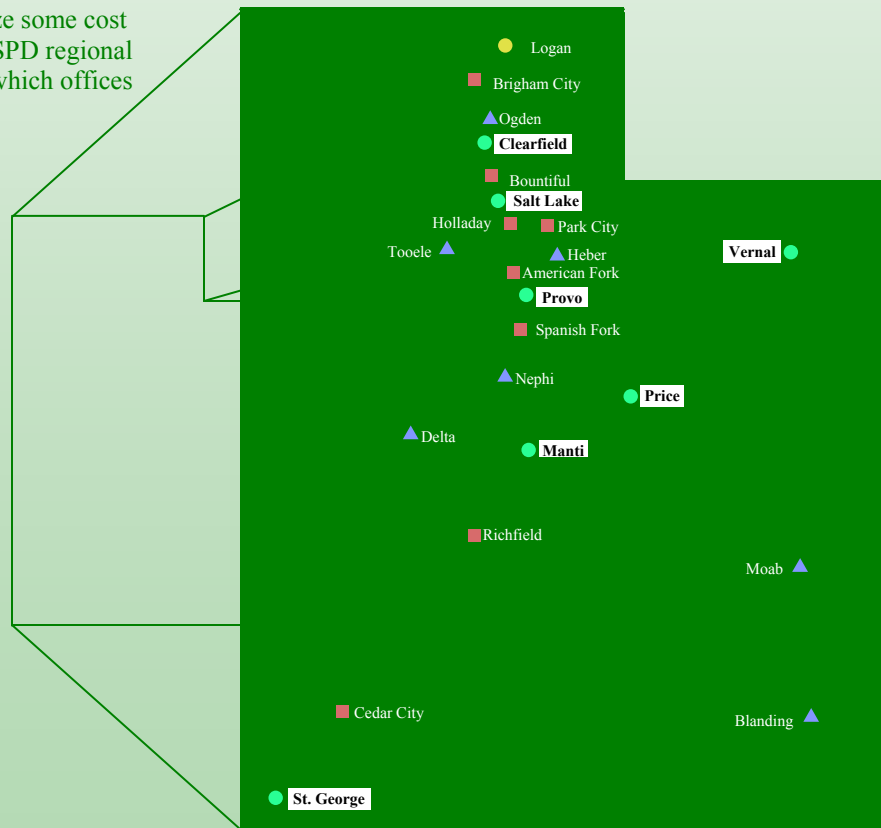 ze some cost
SPD regional
which offices
Logan
Brigham City
Ogden
Clearfield
Bountiful
Salt Lake
Holladay
Park City
Tooele
Heber
Vernal
American Fork
Provo
Spanish Fork
Nephi
Price
Delta
Manti
Richfield
Moab
Cedar City
Blanding
St. George